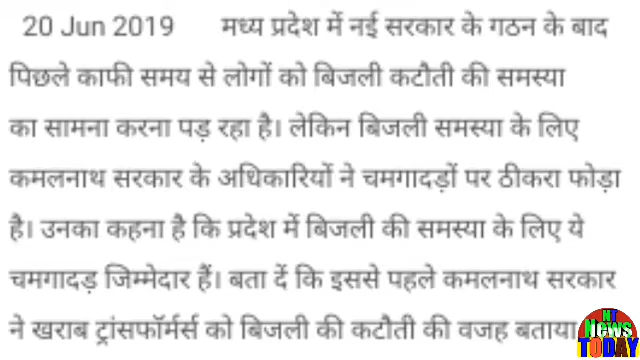 20 Jun 2019 मध्य प्रदेश में नई सरकार के गठन के बाद
पिछले काफी समय से लोगों को बिजली कटौती की समस्या
का सामना करना पड़ रहा है। लेकिन बिजली समस्या के लिए
कमलनाथ सरकार के अधिकारियों ने चमगादड़ों पर ठीकरा फोड़ा
है। उनका कहना है कि प्रदेश में बिजली की समस्या के लिए ये
चमगादड़ जिम्मेदार हैं। बता दें कि इससे पहले कमलनाथ सरकार
ने खराब ट्रांसफॉर्मर्स को बिजली की कटौती की वजह बताया
News
TODAY